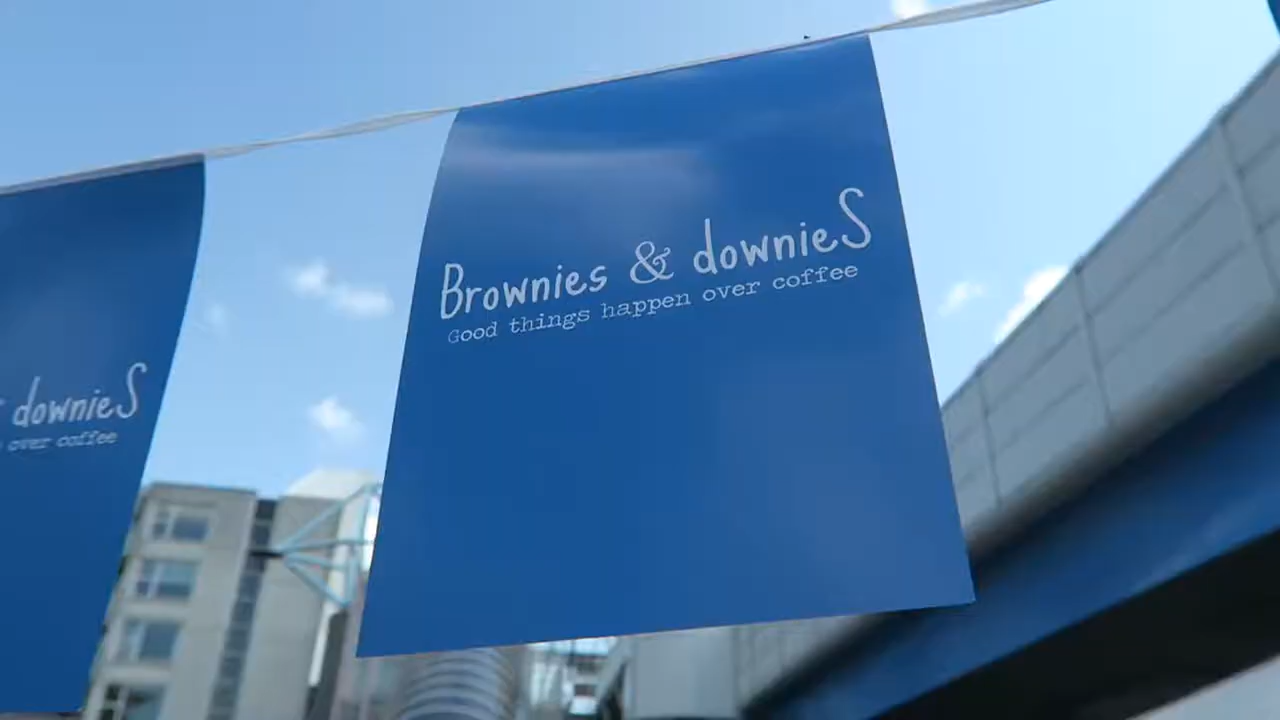 Brownies & downieS
Good things happen over coffee
downieS
over coffee